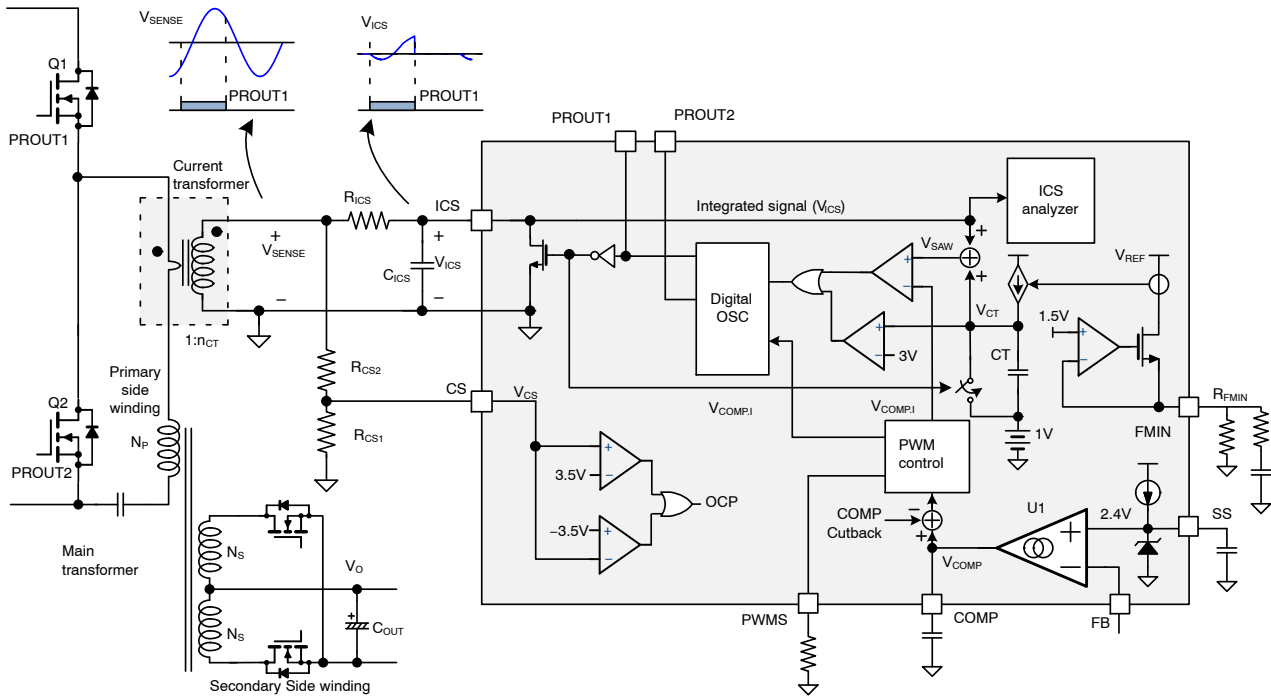 VSENSE
VICS
Q1
PROUT1
PROUT1
PROUT1
PROUT1
PROUT2
Current
transformer
RICS
ICS
Integrated signal (VICS)
ICS
analyzer
+
VSENSE
−
+
VICS
−
CICS
1:nCT
VSAW
+
+
VREF
Digital
OSC
+
−
VCT
1.5V
+
−
+
−
3V
CT
Primary
side
winding
NP
RCS2
CS
VCS
VCOMP.I
VCOMP.I
RFMIN
FMIN
Q2
PROUT2
RCS1
1V
PWM
control
+
−
3.5V
OCP
−3.5V
+
−
COMP
Cutback
−
+
U1
2.4V
SS
+
−
VCOMP
Main
transformer
NS
VO
NS
+
COUT
PWMS
COMP
FB
Secondary Side winding